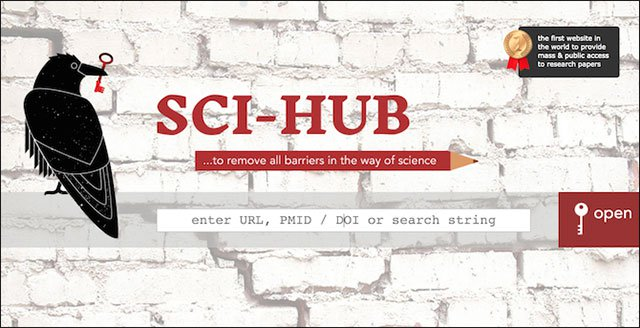 the first website in
the world to provide
mass & public access
to research papers
SCI-HUB
...to remove all barriers in the way of science
enter URL, PMID / DOI or search string
open